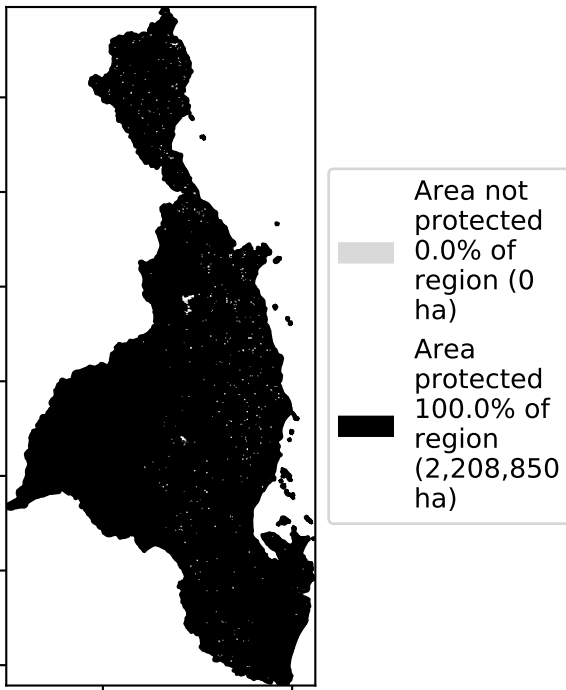 Area not
protected
0.0% of
region (0
ha)
Area
protected
100.0% of
region
(2,208,850
ha)